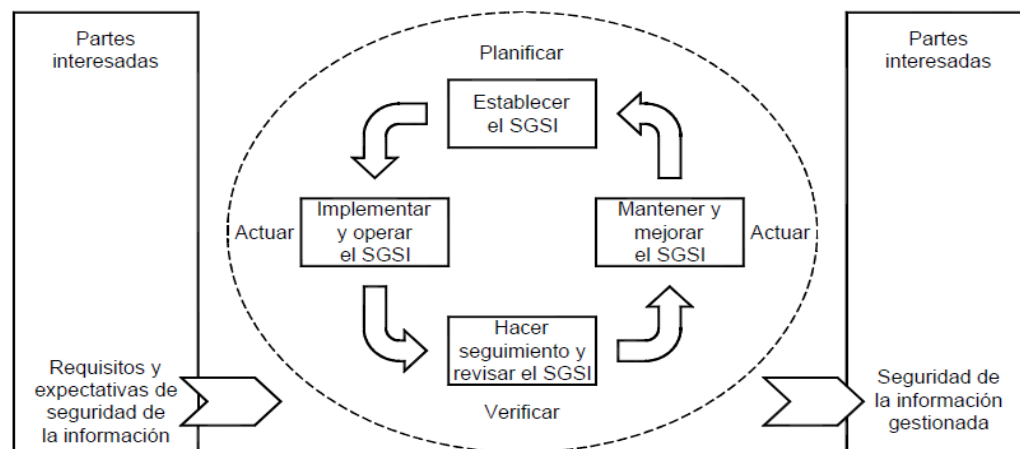 Partes
interesadas
Requisitos y
expectativas de
seguridad de
la información
Planificar
Establecer
el SGSI
Actuar
Implementar
y operar
el SGSI
Mantener y
mejorar
el SGSI
Actuar
Hacer
seguimiento y
revisar el SGSI
Verificar
Partes
interesadas
Seguridad de
la información
gestionada